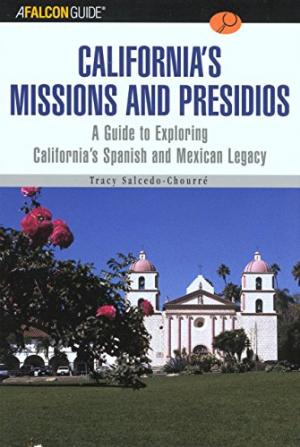 A FALCON GUIDE®
CALIFORNIA'S
MISSIONS AND PRESIDIOS
A Guide to Exploring
California's Spanish and Mexican Legacy
Tracy Salcedo-Chourré